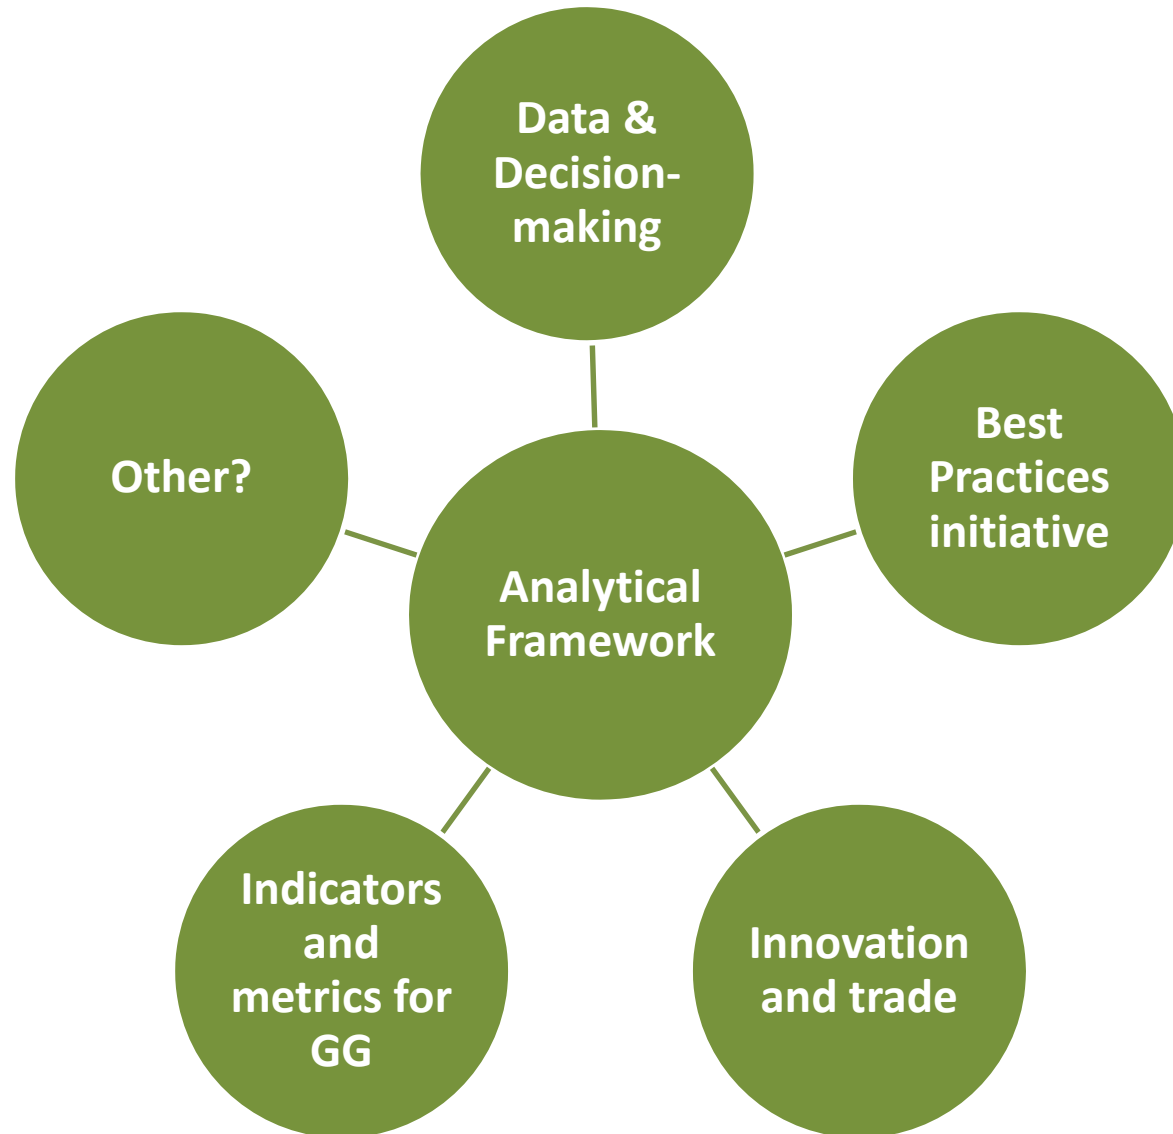 Data &
Decision-
making
Best
Practices
initiative
Other?
Analytical
Framework
Indicators
and
metrics for
GG
Innovation
and trade